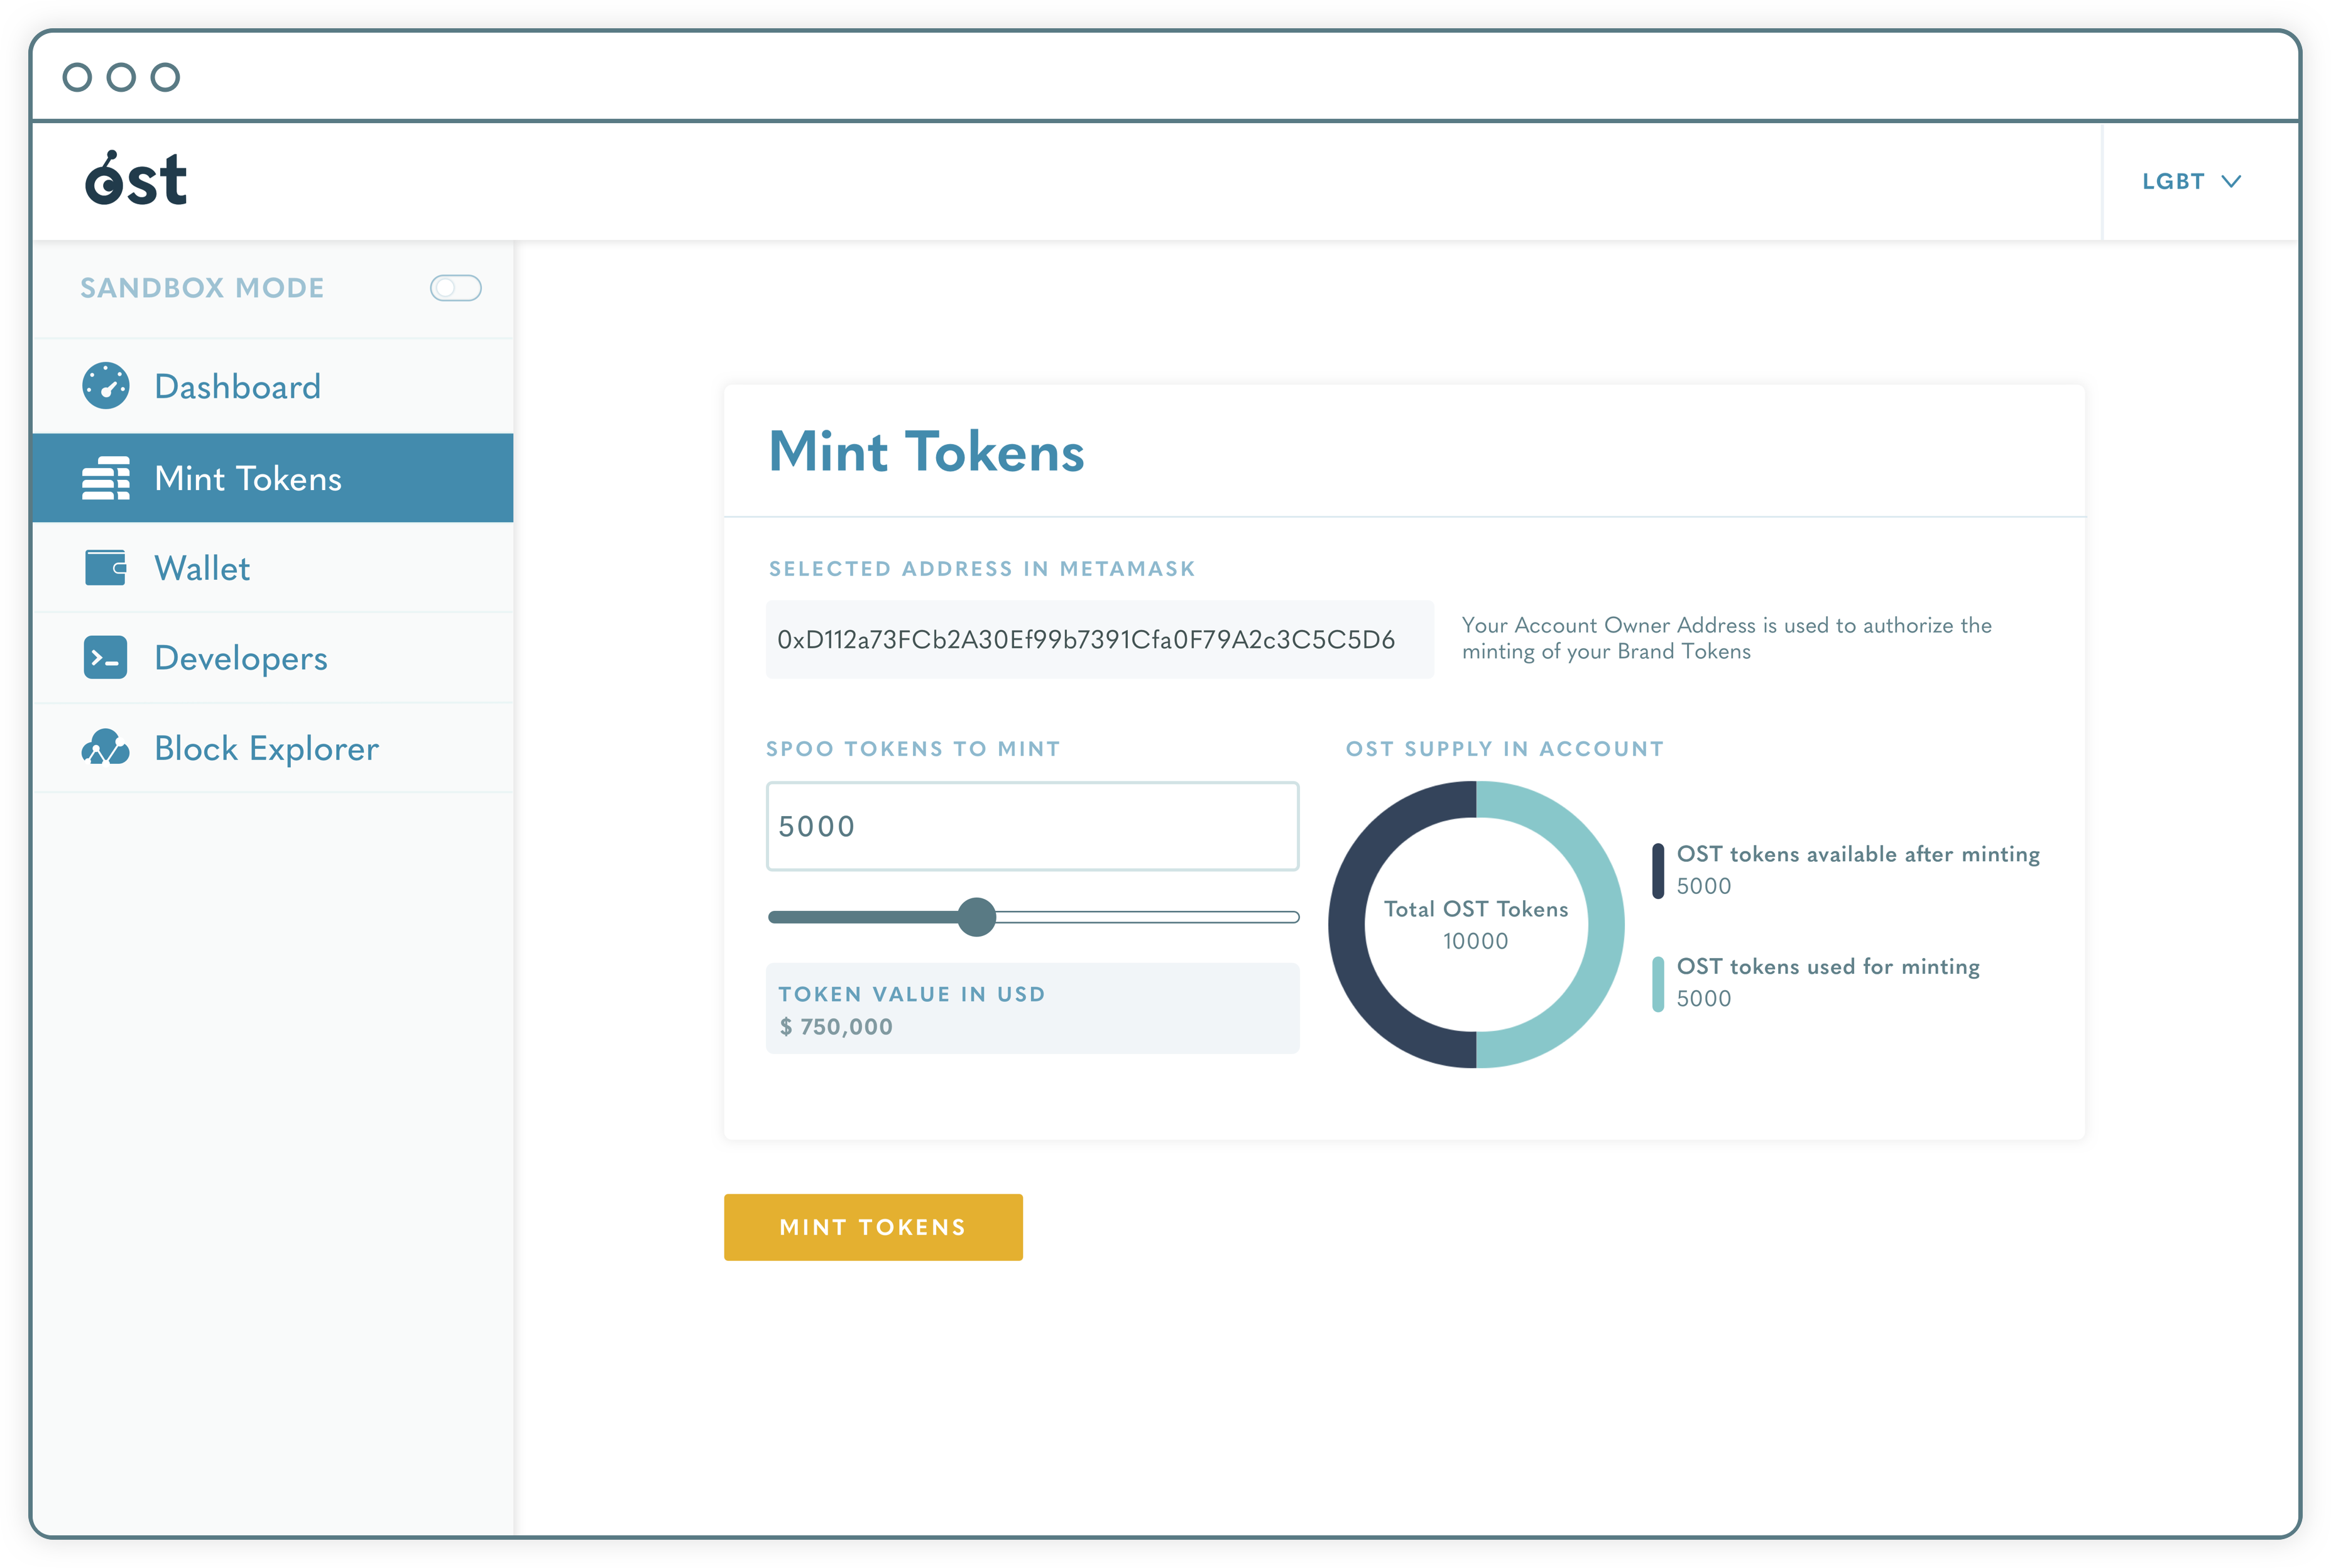 ost
LGBT
SANDBOX MODE
Dashboard
Mint Tokens
Wallet
Developers
Block Explorer
Mint Tokens
SELECTED ADDRESS IN METAMASK
0xD112a73FCb2A30Ef99b7391Cfa0F79A2c3C5C5D6
Your Account Owner Address is used to authorize the
minting of your Brand Tokens
SPOO TOKENS TO MINT
5000
TOKEN VALUE IN USD
$ 750,000
OST SUPPLY IN ACCOUNT
Total OST Tokens
10000
OST tokens available after minting
5000
OST tokens used for minting
5000
MINT TOKENS